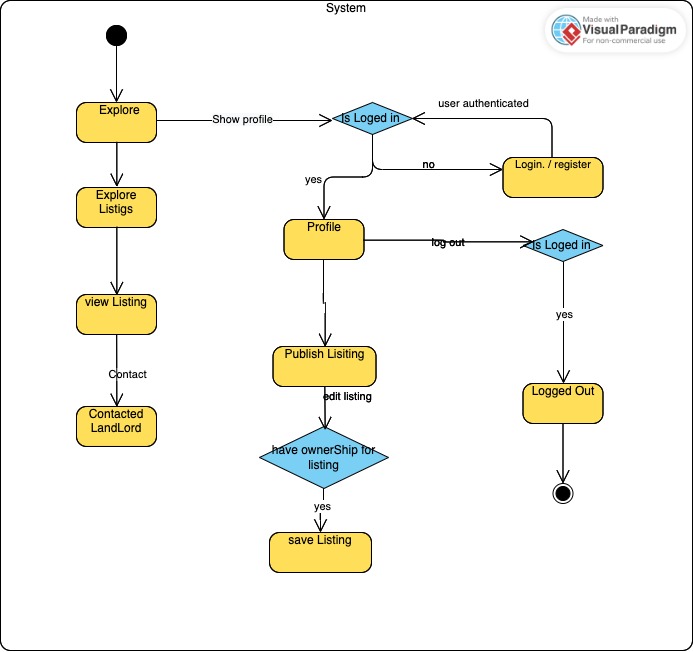 System
Made with
VisualParadigm
For non-commercial use
Explore
Show profile
Is Loged in
user authenticated
no
Login. / register
yes
Explore
Listigs
Profile
log out
Is Loged in
view Listing
yes
Publish Lisiting
Contact
edit listing
Logged Out
Contacted
LandLord
have ownerShip for
listing
yes
save Listing